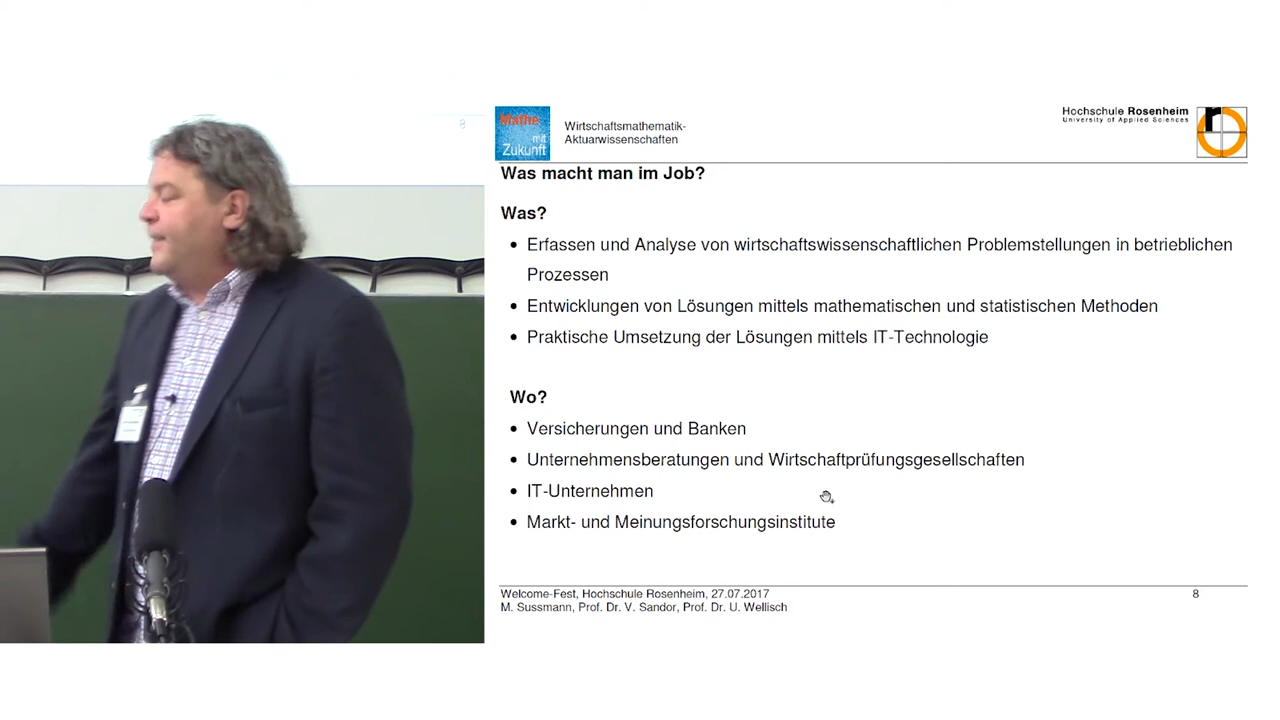 8
Mathe
mit
Zukunft
Wirtschaftsmathematik-
Aktuarwissenschaften
Hochschule Rosenheim
University of Applied Sciences
r
Was macht man im Job?
Was?
• Erfassen und Analyse von wirtschaftswissenschaftlichen Problemstellungen in betrieblichen
Prozessen
• Entwicklungen von Lösungen mittels mathematischen und statistischen Methoden
• Praktische Umsetzung der Lösungen mittels IT-Technologie
Wo?
• Versicherungen und Banken
• Unternehmensberatungen und Wirtschaftprüfungsgesellschaften
• IT-Unternehmen
• Markt- und Meinungsforschungsinstitute
Welcome-Fest, Hochschule Rosenheim, 27.07.2017
8
M. Sussmann, Prof. Dr. V. Sandor, Prof. Dr. U. Wellisch